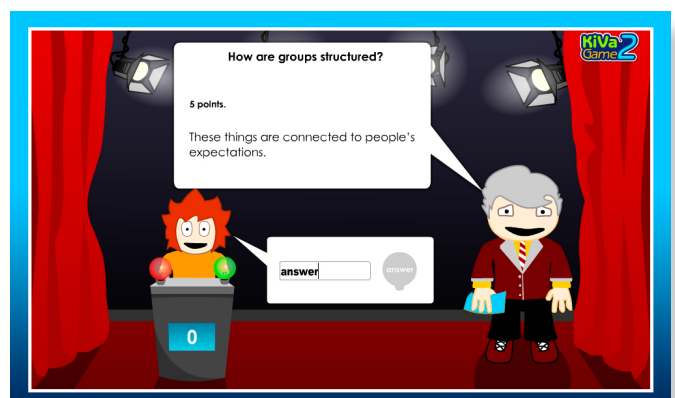 KiVa
Game 2
How are groups structured?
5 points.
These things are connected to people's
expectations.
answer
answer
0